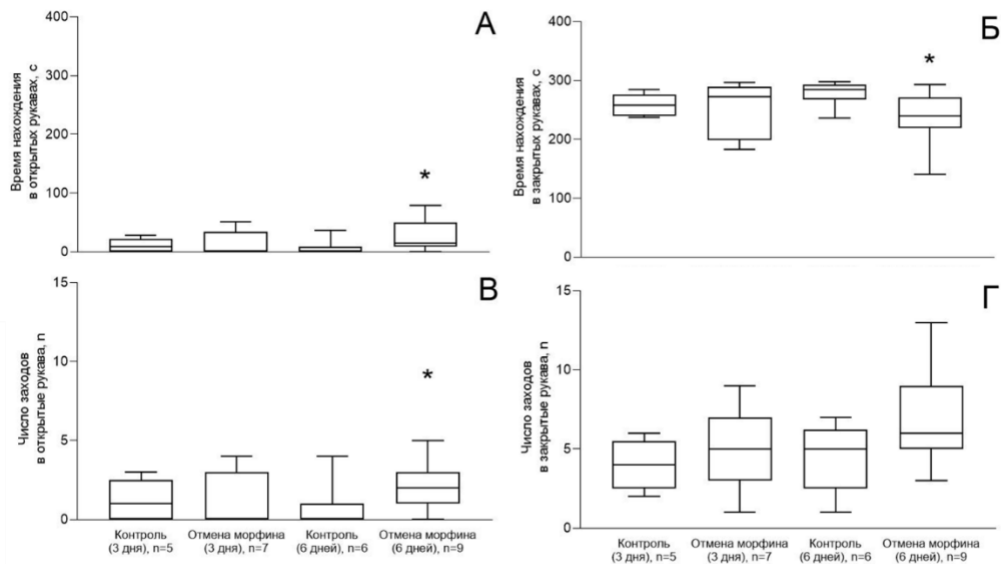 А
Время нахождения
в открытых рукавах, с
400
300
200
100
0
*
Б
Время нахождения
в закрытых рукавах, с
400
300
200
100
0
*
В
Число заходов
в открытые рукава, n
15
10
5
0
*
Контроль
(3 дня), n=5
Отмена морфина
(3 дня), n=7
Контроль
(6 дней), n=6
Отмена морфина
(6 дней), n=9
Г
Число заходов
в закрытые рукава, n
15
10
5
0
Контроль
(3 дня), n=5
Отмена морфина
(3 дня), n=7
Контроль
(6 дней), n=6
Отмена морфина
(6 дней), n=9